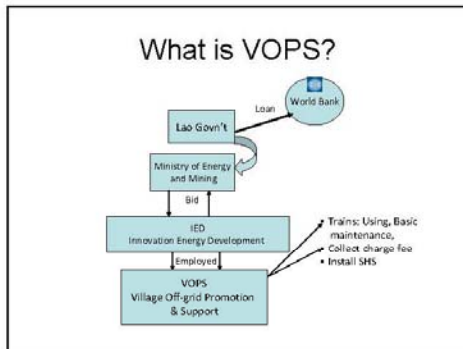 What is VOPS?
World Bank
Loan
Lao Govn't
Ministry of Energy
and Mining
Bid
IED
Innovation Energy Development
Employed
VOPS
Village Off-grid Promotion
& Support
• Trains: Using, Basic
maintenance,
• Collect charge fee
• Install SHS